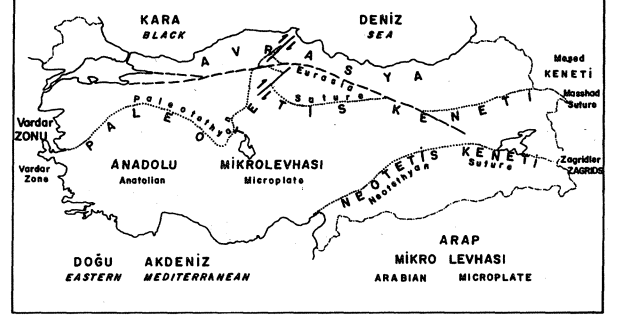 KARA
BLACK
DENİZ
SEA
AVRASYA
Eurasia
Meşed
KENETİ
Masshad
Suture
PALEOTETİS KENETİ
Paleotethyan
Suture
Vardar
ZONU
Vardar
Zone
ANADOLU
Anatolian
MİKROLEVHASI
Microplate
NEOTETİS KENETİ
Neotethyan
Suture
Zagridler
ZAGRIDS
DOĞU
EASTERN
AKDENİZ
MEDITERRANEAN
ARAP
MİKRO LEVHASI
ARABIAN MICROPLATE